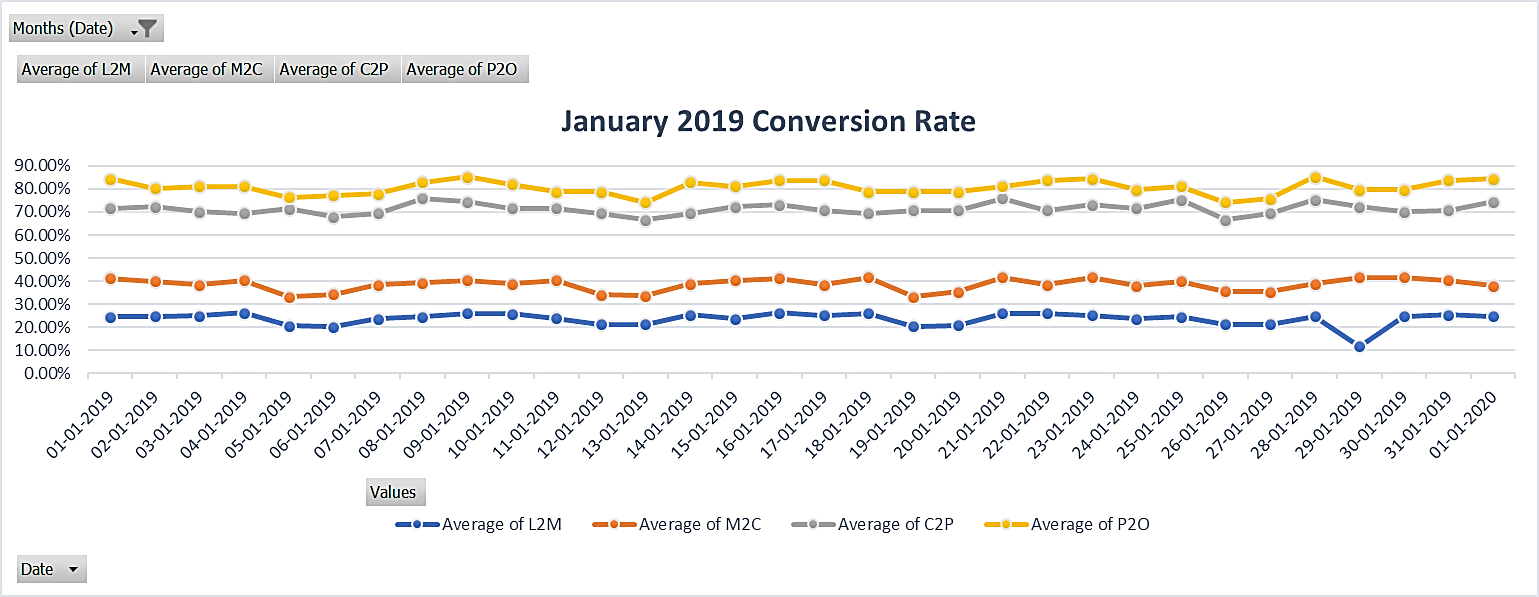 Months (Date)
Average of L2M Average of M2C Average of C2P Average of P2O
January 2019 Conversion Rate
90.00%
80.00%
70.00%
60.00%
50.00%
40.00%
30.00%
20.00%
10.00%
0.00%
01-01-2019 02-01-2019 03-01-2019 04-01-2019 05-01-2019 06-01-2019 07-01-2019 08-01-2019 09-01-2019 10-01-2019 11-01-2019 12-01-2019 13-01-2019 14-01-2019 15-01-2019 16-01-2019 17-01-2019 18-01-2019 19-01-2019 20-01-2019 21-01-2019 22-01-2019 23-01-2019 24-01-2019 25-01-2019 26-01-2019 27-01-2019 28-01-2019 29-01-2019 30-01-2019 31-01-2019 01-01-2020
Values
Average of L2M Average of M2C Average of C2P Average of P2O
Date